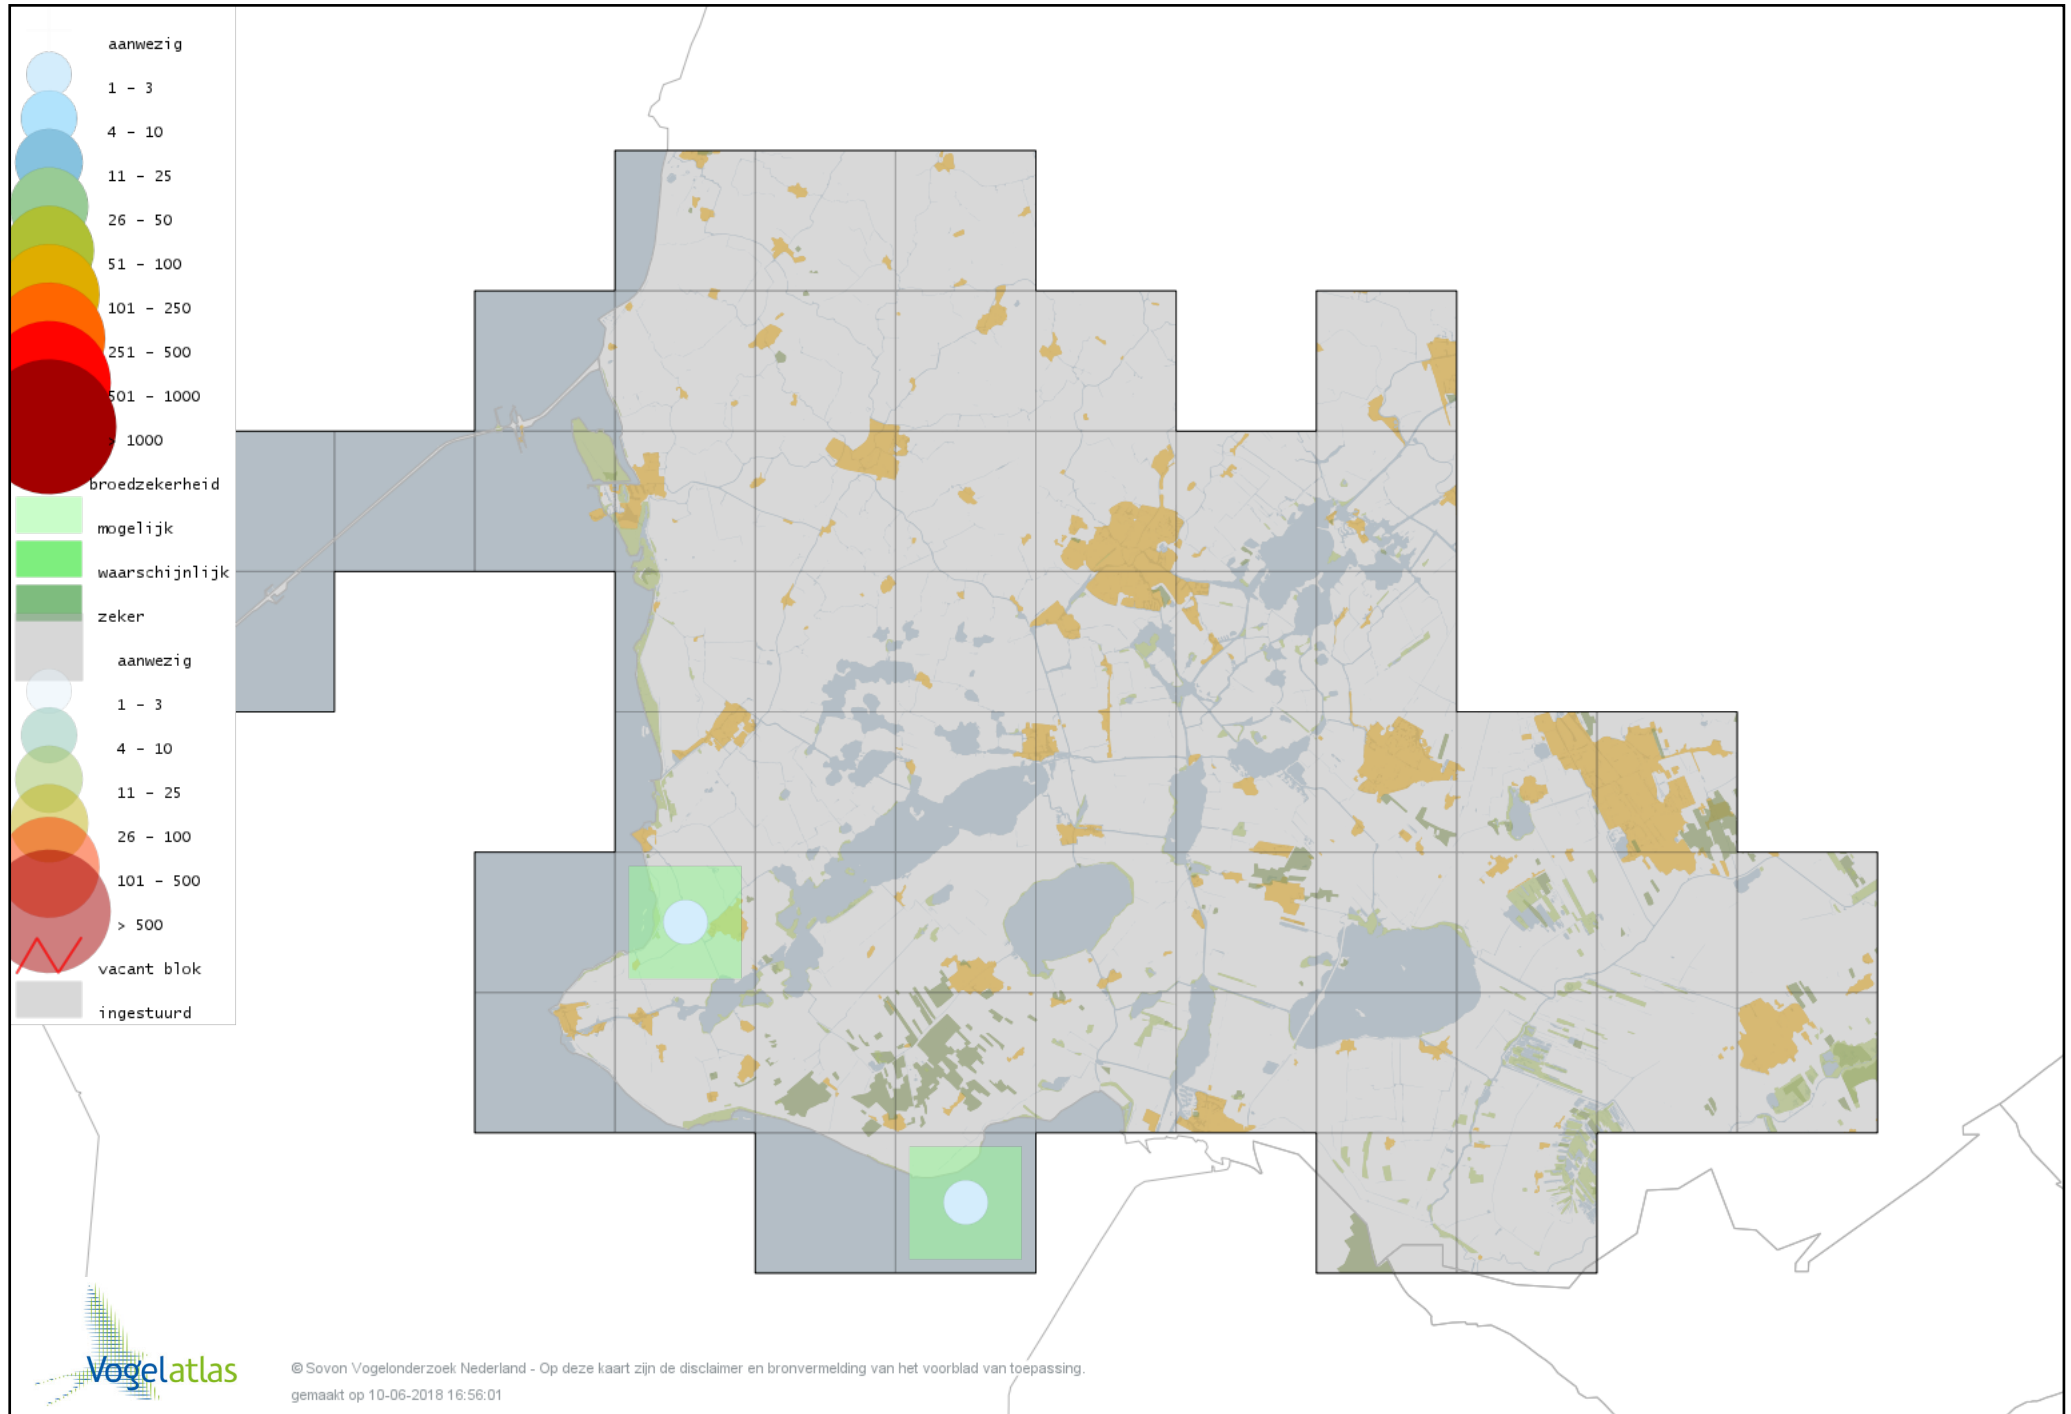 aanwezig
1 - 3
4 - 10
11 - 25
26 - 50
51 - 100
101 - 250
251 - 500
501 - 1000
> 1000
broedzekerheid
mogelijk
waarschijnlijk
zeker
aanwezig
1 - 3
4 - 10
11 - 25
26 - 100
101 - 500
> 500
vacant blok
ingestuurd
Vogelatlas
© Sovon Vogelonderzoek Nederland - Op deze kaart zijn de disclaimer en bronvermelding van het voorblad van toepassing.
gemaakt op 10-06-2018 16:56:01